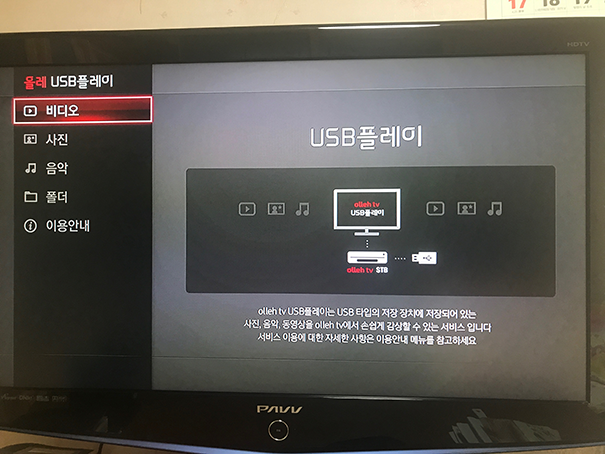 17 18 19
HDTV
올레 USB플레이
비디오
사진
음악
폴더
이용안내
USB플레이
olleh tv
USB플레이
olleh tv STB
olleh tv USB플레이는 USB 타입의 저장 장치에 저장되어 있는
사진, 음악, 동영상을 olleh tv에서 손쉽게 감상할 수 있는 서비스 입니다
서비스 이용에 대한 자세한 사항은 이용안내 메뉴를 참고하세요
PAVV